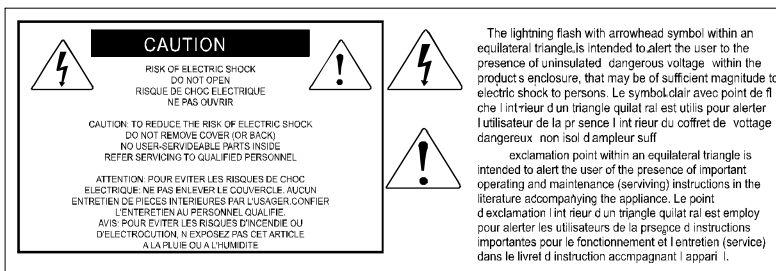 CAUTION
RISK OF ELECTRIC SHOCK
DO NOT OPEN
RISQUE DE CHOC ELECTRIQUE
NE PAS OUVRIR
CAUTION: TO REDUCE THE RISK OF ELECTRIC SHOCK
DO NOT REMOVE COVER (OR BACK)
NO USER-SERVIDEABLE PARTS INSIDE
REFER SERVICING TO QUALIFIED PERSONNEL
ATTENTION: POUR EVITER LES RISQUES DE CHOC
ELECTRIQUE: NE PAS ENLEVER LE COUVERCLE. AUCUN
ENTRETIEN DE PIECES INTERIEURES PAR L'USAGER.CONFIER
L'ENTERETIEN AU PERSONNEL QUALIFIE.
AVIS: POUR EVITER LES RISQUES D'INCENDIE OU
D'ELECTROCUTION, N EXPOSEZ PAS CET ARTICLE
A LA PLUIE OU A L'HUMIDITE
The lightning flash with arrowhead symbol within an
equilateral triangle,is intended to alert the user to the
presence of uninsulated dangerous voltage within the
product s enclosure, that may be of sufficient magnitude to
electric shock to persons. Le symbol.clair avec point de fl
che l int rieur d un triangle quilat ral est utilis pour alerter
l utilisateur de la pr sence l int rieur du coffret de vottage
dangereux non isol d ampleur suff
exclamation point within an equilateral triangle is
intended to alert the user of the presence of important
operating and maintenance (serviving) instructions in the
literature adcompanying the appliance. Le point
d exclamation l int rieur d un triangle quilat ral est employ
pour alerter les utilisateurs de la prsegce d instructions
importantes pour le fonctionnement et l entretien (service)
dans le livret d instruction accmpagnant l appari l.